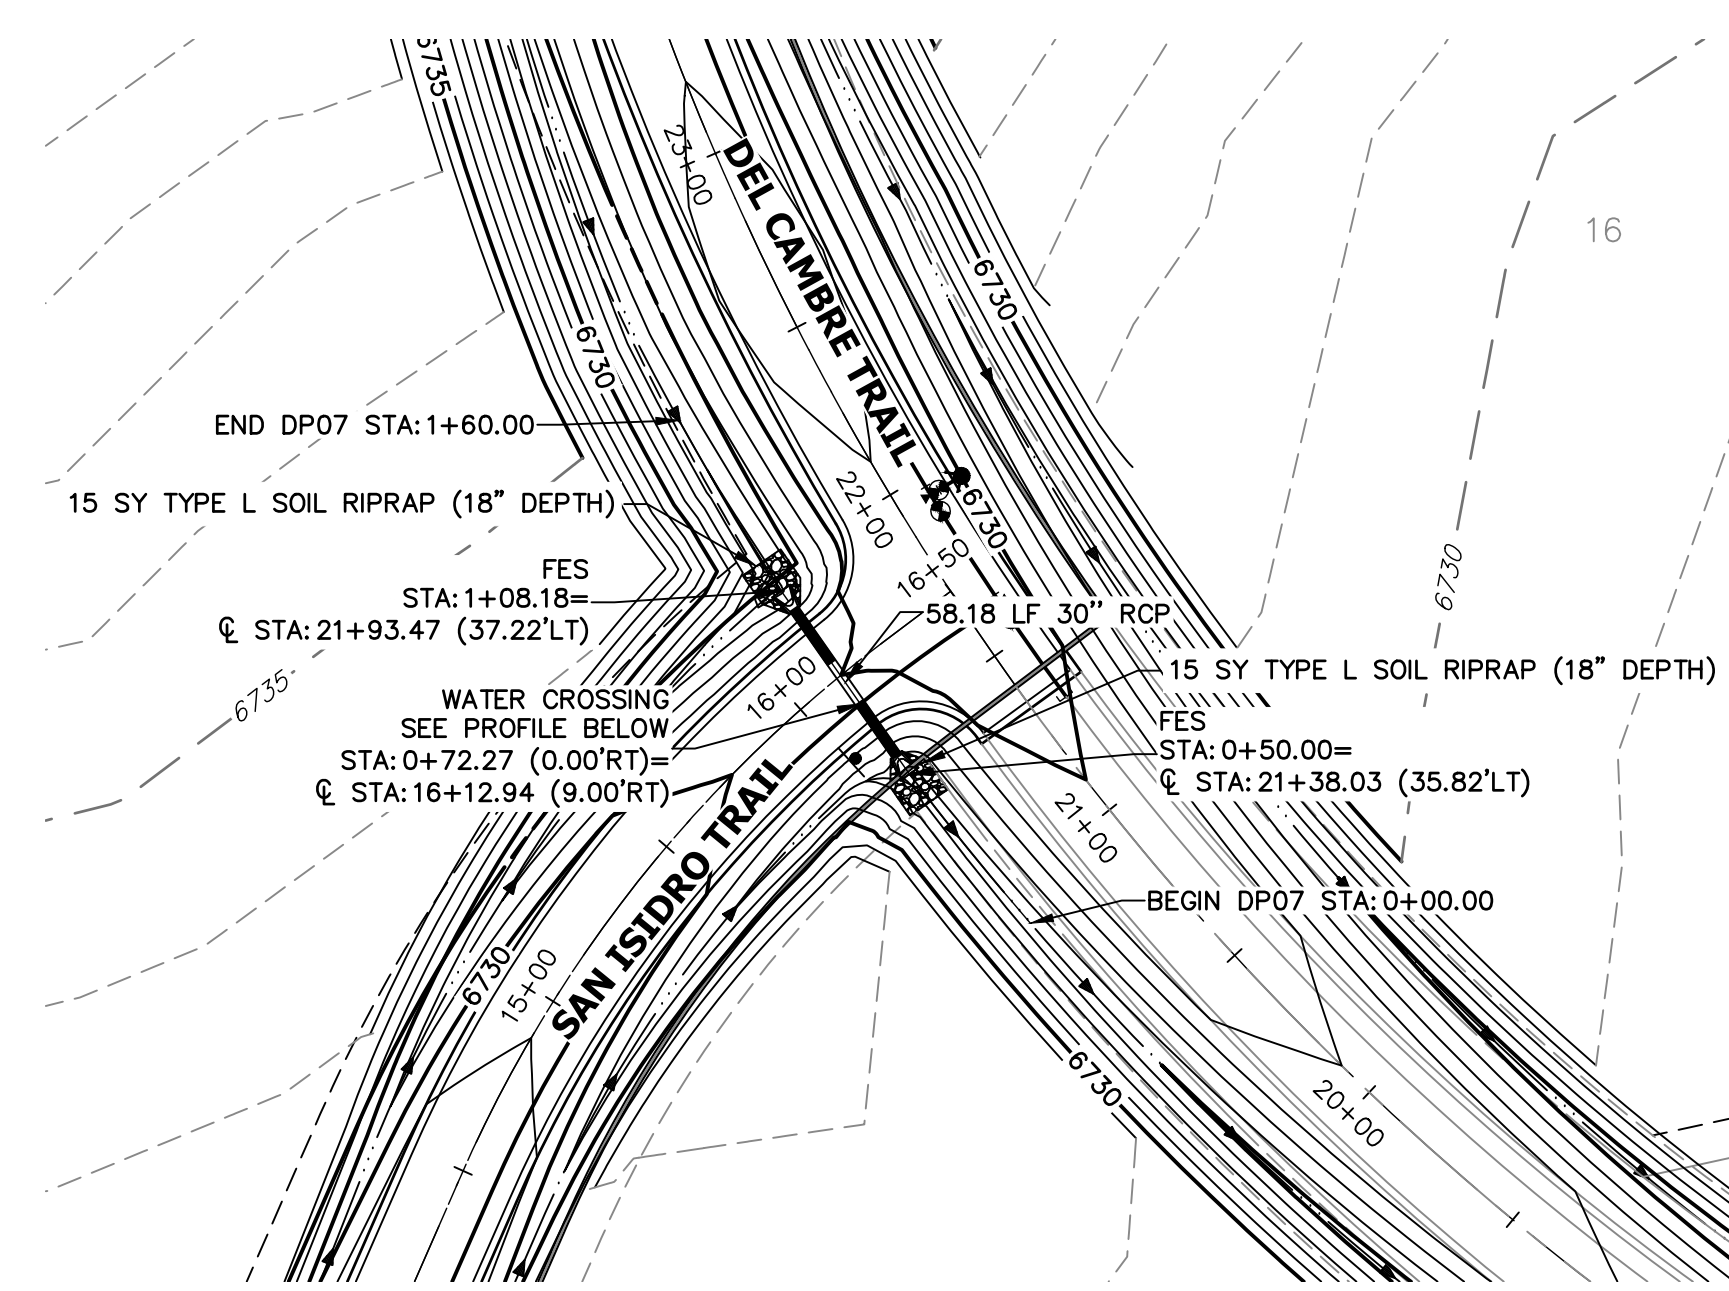 6735
23+00
DEL CAMBRE TRAIL
16
6730
6730
END DP07 STA:1+60.00
15 SY TYPE L SOIL RIPRAP (18" DEPTH)
22+00
6730
16+50
6730
FES
STA:1+08.18=
℄ STA:21+93.47 (37.22'LT)
58.18 LF 30" RCP
15 SY TYPE L SOIL RIPRAP (18" DEPTH)
6735
16+00
WATER CROSSING
SEE PROFILE BELOW
STA:0+72.27 (0.00'RT)=
℄ STA:16+12.94 (9.00'RT)
FES
STA:0+50.00=
℄ STA:21+38.03 (35.82'LT)
21+00
SAN ISIDRO TRAIL
BEGIN DP07 STA:0+00.00
6730
15+00
6730
20+00